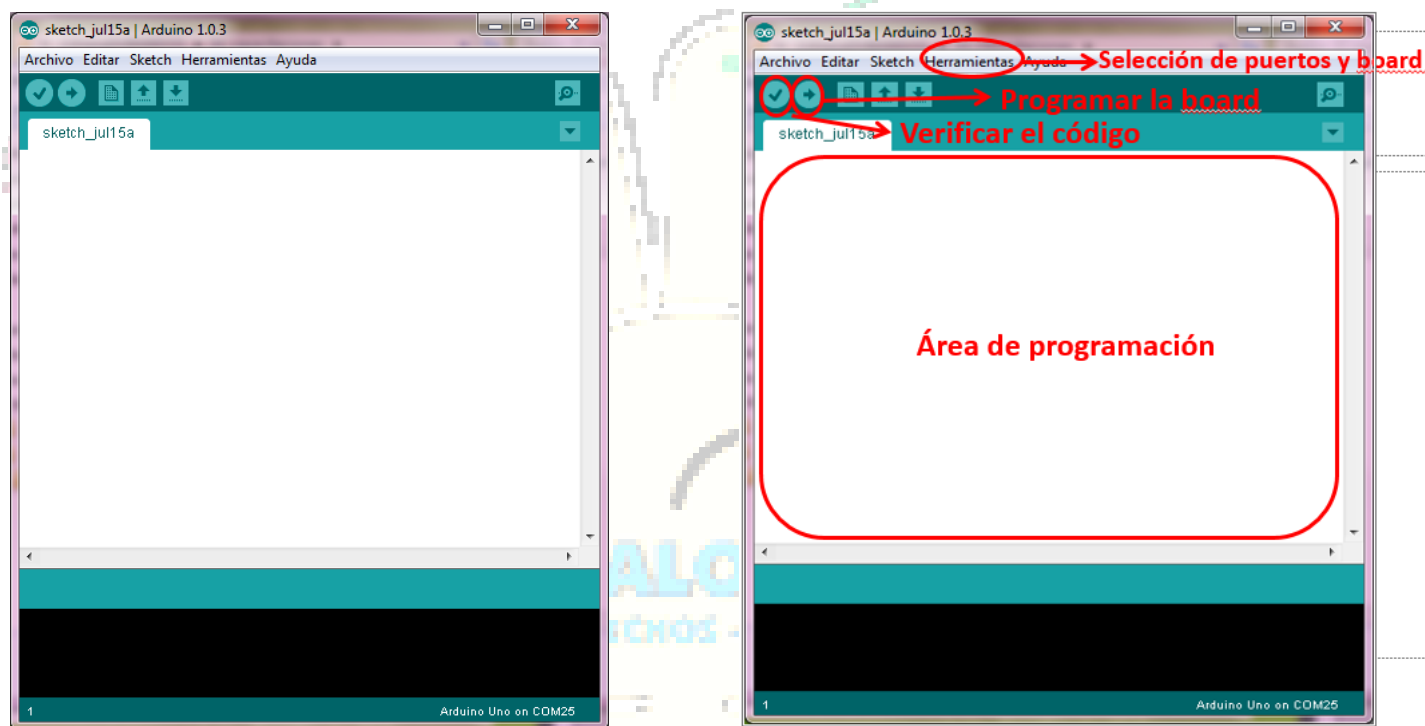 sketch_jul15a | Arduino 1.0.3
Archivo Editar Sketch Herramientas Ayuda
sketch_jul15a
1
Arduino Uno on COM25
sketch_jul15a | Arduino 1.0.3
Archivo Editar Sketch Herramientas Ayuda
Selección de puertos y board
Programar la board
sketch_jul15a
Verificar el código
Área de programación
1
Arduino Uno on COM25